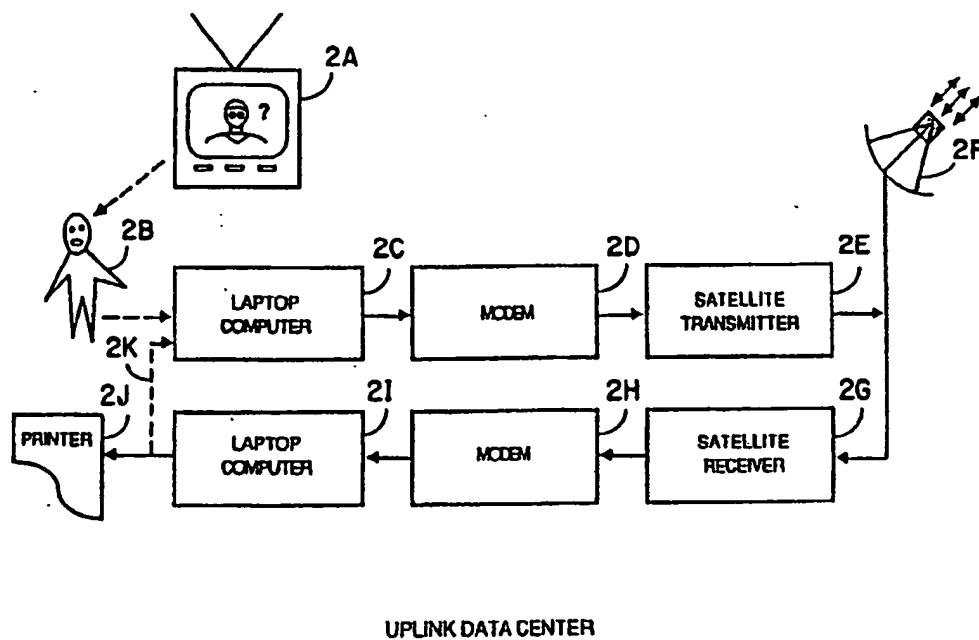 2A
?
2F
2B
2C
2D
2E
LAPTOP
COMPUTER
MODEM
SATELLITE
TRANSMITTER
2K
2J
2I
2H
2G
PRINTER
LAPTOP
COMPUTER
MODEM
SATELLITE
RECEIVER
UPLINK DATA CENTER